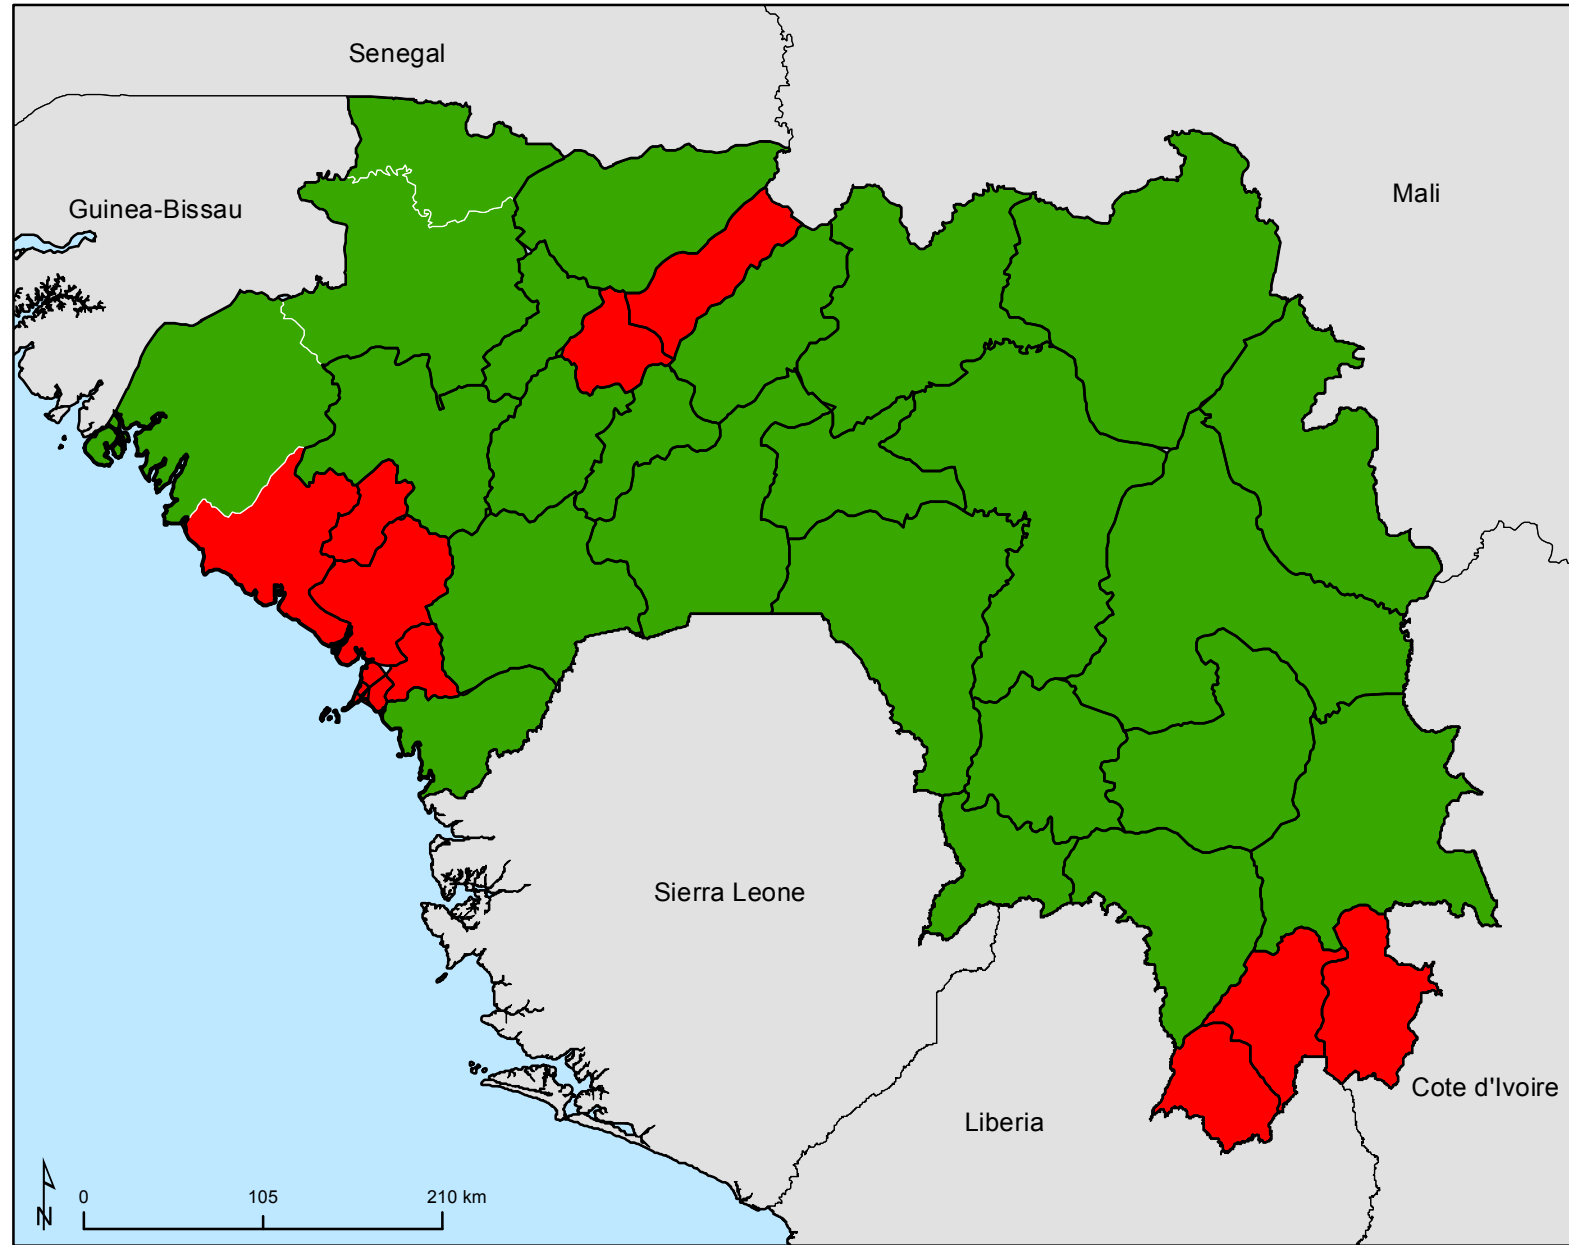 Senegal
Mali
Guinea-Bissau
Sierra Leone
Cote d'Ivoire
Liberia
N
0 105 210 km